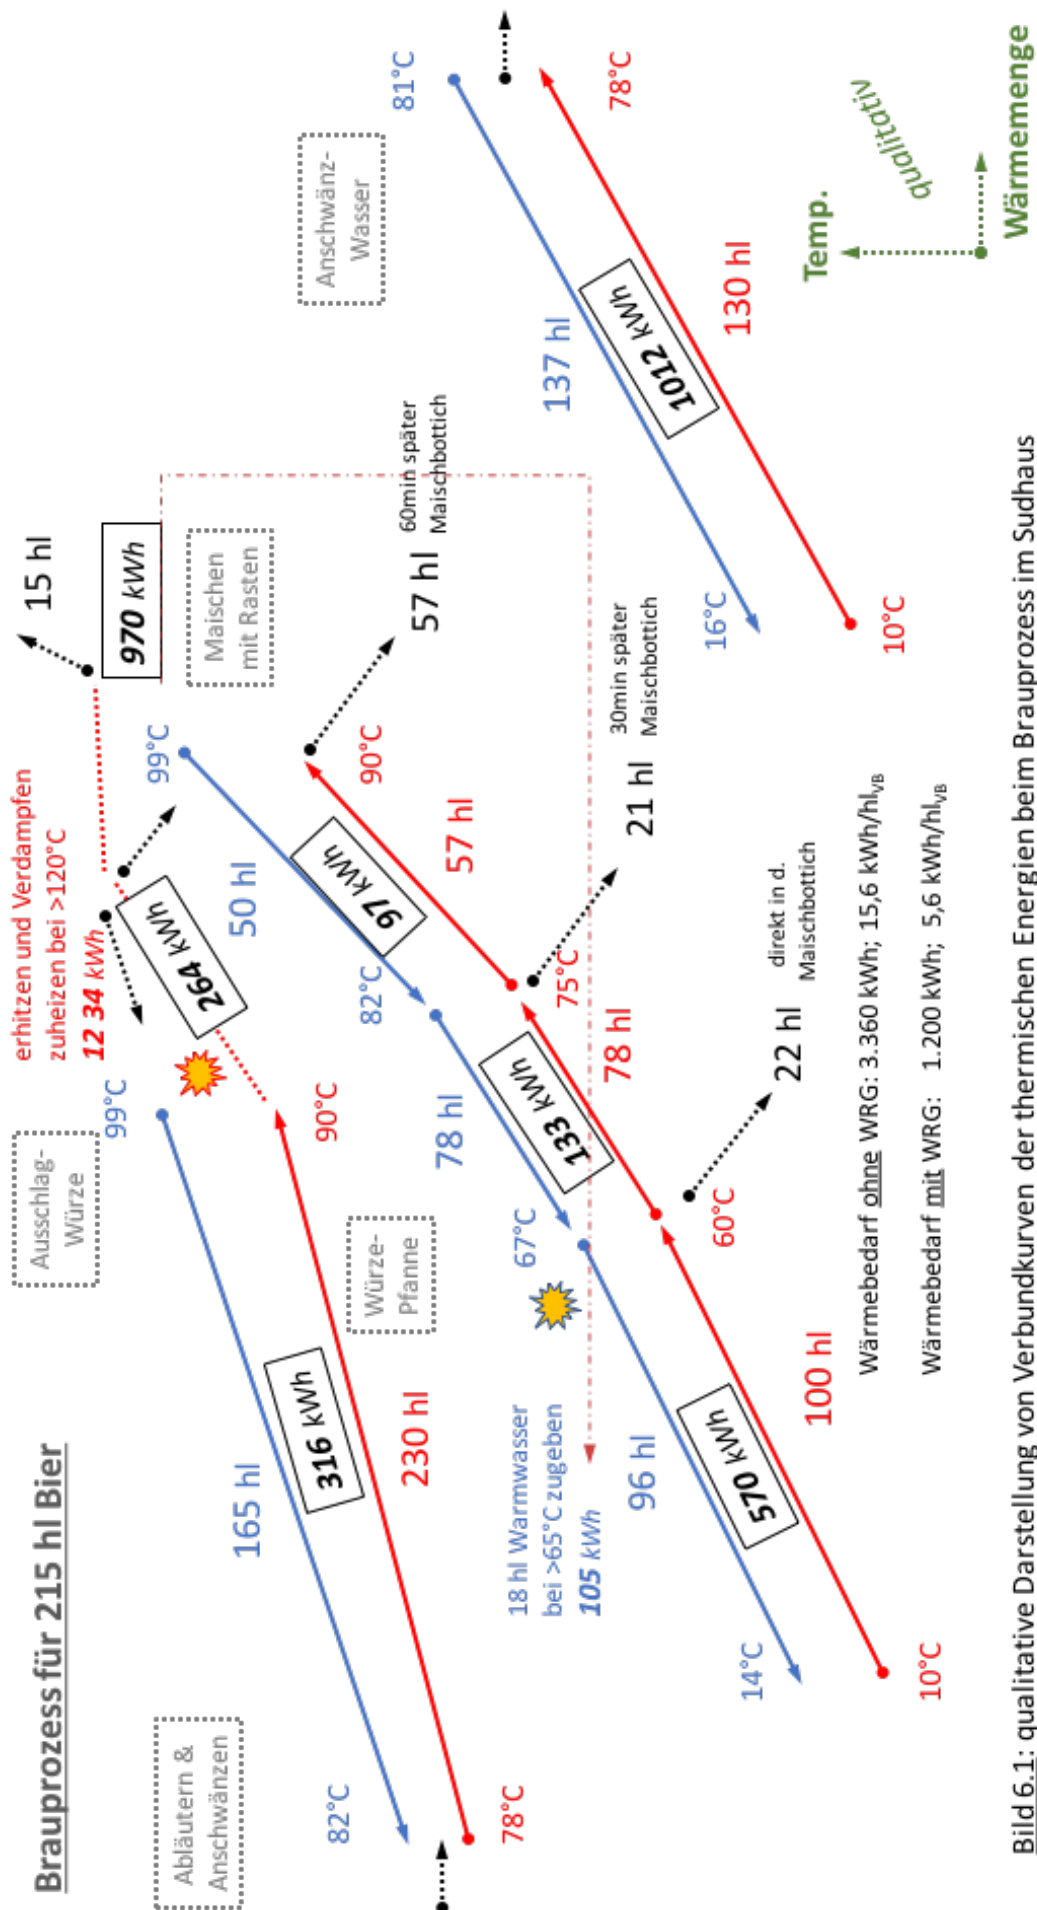 Brauprozess für 215 hl Bier
erhitzen und Verdampfen
zuheizen bei >120°C
12 34 kWh
15 hl
970 kWh
Ausschlag-
Würze
99°C
264 kWh
Maischen
mit Rasten
Anschwänz-
Wasser
81°C
Abläutern &
Anschwänzen
165 hl
316 kWh
82°C
78°C
230 hl
90°C
Würze-
Pfanne
99°C
50 hl
97 kWh
82°C
90°C
57 hl
57 hl
60min später
Maischbottich
78 hl
133 kWh
67°C
75°C
78 hl
21 hl
30min später
Maischbottich
18 hl Warmwasser
bei >65°C zugeben
105 kWh
96 hl
570 kWh
14°C
60°C
100 hl
10°C
22 hl
direkt in d.
Maischbottich
137 hl
1012 kWh
16°C
78°C
130 hl
10°C
Temp.
qualitativ
Wärmemenge
Wärmebedarf ohne WRG: 3.360 kWh; 15,6 kWh/hlVB
Wärmebedarf mit WRG: 1.200 kWh; 5,6 kWh/hlVB
Bild 6.1: qualitative Darstellung von Verbundkurven der thermischen Energien beim Brauprozess im Sudhaus